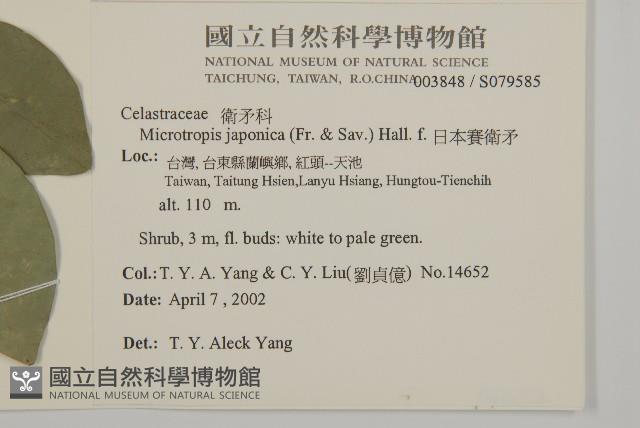 國立自然科學博物館
NATIONAL MUSEUM OF NATURAL SCIENCE
TAICHUNG, TAIWAN, R.O.CHINA 003848 / S079585
Celastraceae 衛矛科
Microtropis japonica (Fr. & Sav.) Hall. f. 日本賽衛矛
Loc.: 台灣, 台東縣蘭嶼鄉, 紅頭--天池
Taiwan, Taitung Hsien, Lanyu Hsiang, Hungtou-Tienchih
alt. 110 m.
Shrub, 3 m, fl. buds: white to pale green.
Col.: T. Y. A. Yang & C. Y. Liu(劉貞億) No.14652
Date: April 7 , 2002
Det.: T. Y. Aleck Yang
國立自然科學博物館
NATIONAL MUSEUM OF NATURAL SCIENCE